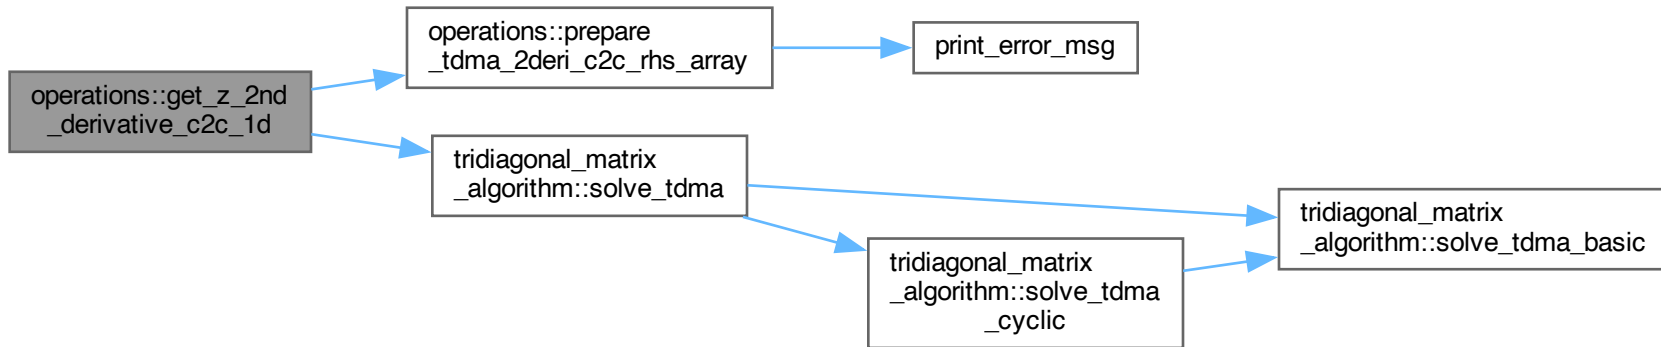 operations::get_z_2nd
_derivative_c2c_1d
operations::prepare
_tdma_2deri_c2c_rhs_array
print_error_msg
tridiagonal_matrix
_algorithm::solve_tdma
tridiagonal_matrix
_algorithm::solve_tdma
_cyclic
tridiagonal_matrix
_algorithm::solve_tdma_basic